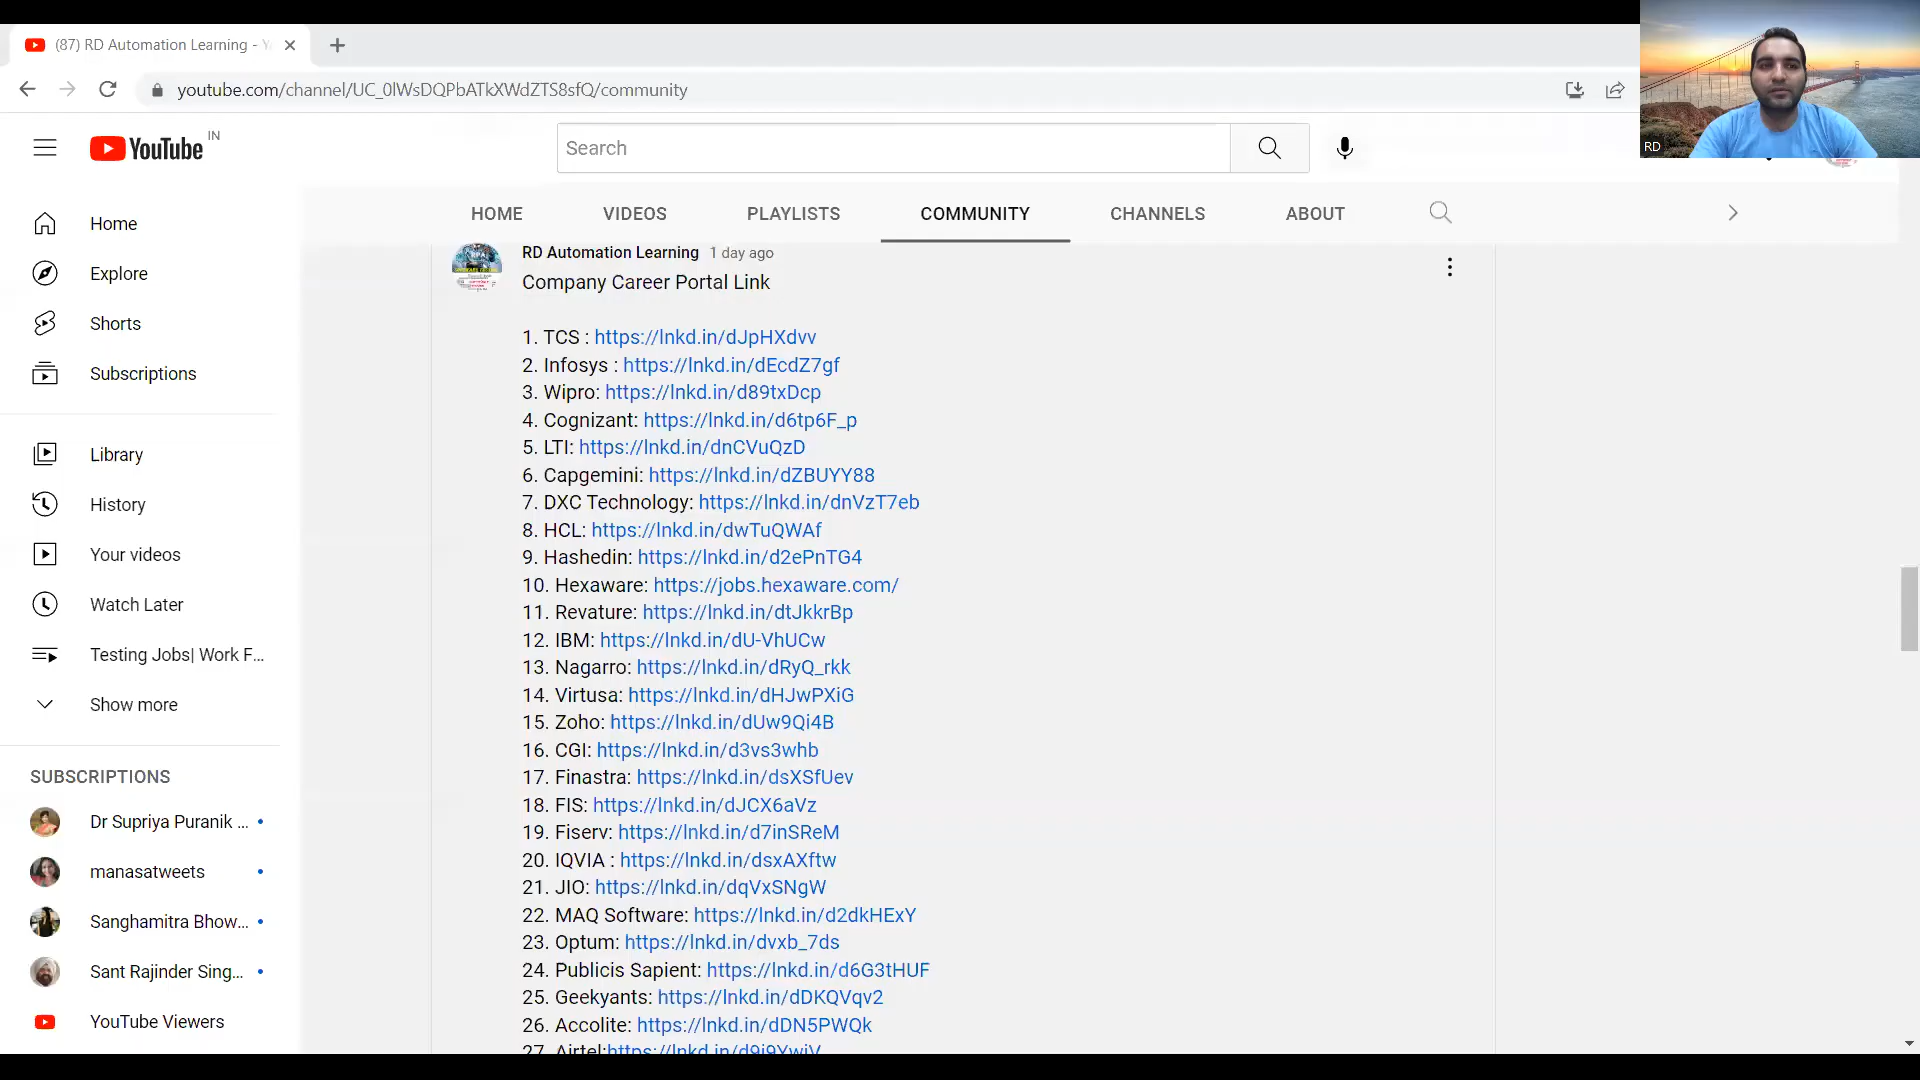 (87) RD Automation Learning - Y
youtube.com/channel/UC_0lWsDQPbATkXWdZTS8sfQ/community
RD
YouTube IN
Search
HOME VIDEOS PLAYLISTS COMMUNITY CHANNELS ABOUT
Home
Explore
Shorts
Subscriptions
Library
History
Your videos
Watch Later
Testing Jobs| Work F...
Show more
SUBSCRIPTIONS
Dr Supriya Puranik ...
manasatweets
Sanghamitra Bhow...
Sant Rajinder Sing...
YouTube Viewers
RD Automation Learning 1 day ago
Company Career Portal Link
1. TCS : https://lnkd.in/dJpHXdvv
2. Infosys : https://lnkd.in/dEcdZ7gf
3. Wipro: https://lnkd.in/d89txDcp
4. Cognizant: https://lnkd.in/d6tp6F_p
5. LTI: https://lnkd.in/dnCVuQzD
6. Capgemini: https://lnkd.in/dZBUYY88
7. DXC Technology: https://lnkd.in/dnVzT7eb
8. HCL: https://lnkd.in/dwTuQWAf
9. Hashedin: https://lnkd.in/d2ePnTG4
10. Hexaware: https://jobs.hexaware.com/
11. Revature: https://lnkd.in/dtJkkrBp
12. IBM: https://lnkd.in/dU-VhUCw
13. Nagarro: https://lnkd.in/dRyQ_rkk
14. Virtusa: https://lnkd.in/dHJwPXiG
15. Zoho: https://lnkd.in/dUw9Qi4B
16. CGI: https://lnkd.in/d3vs3whb
17. Finastra: https://lnkd.in/dsXSfUev
18. FIS: https://lnkd.in/dJCX6aVz
19. Fiserv: https://lnkd.in/d7inSReM
20. IQVIA : https://lnkd.in/dsxAXftw
21. JIO: https://lnkd.in/dqVxSNgW
22. MAQ Software: https://lnkd.in/d2dkHExY
23. Optum: https://lnkd.in/dvxb_7ds
24. Publicis Sapient: https://lnkd.in/d6G3tHUF
25. Geekyants: https://lnkd.in/dDKQVqv2
26. Accolite: https://lnkd.in/dDN5PWQk
27. Airtel: